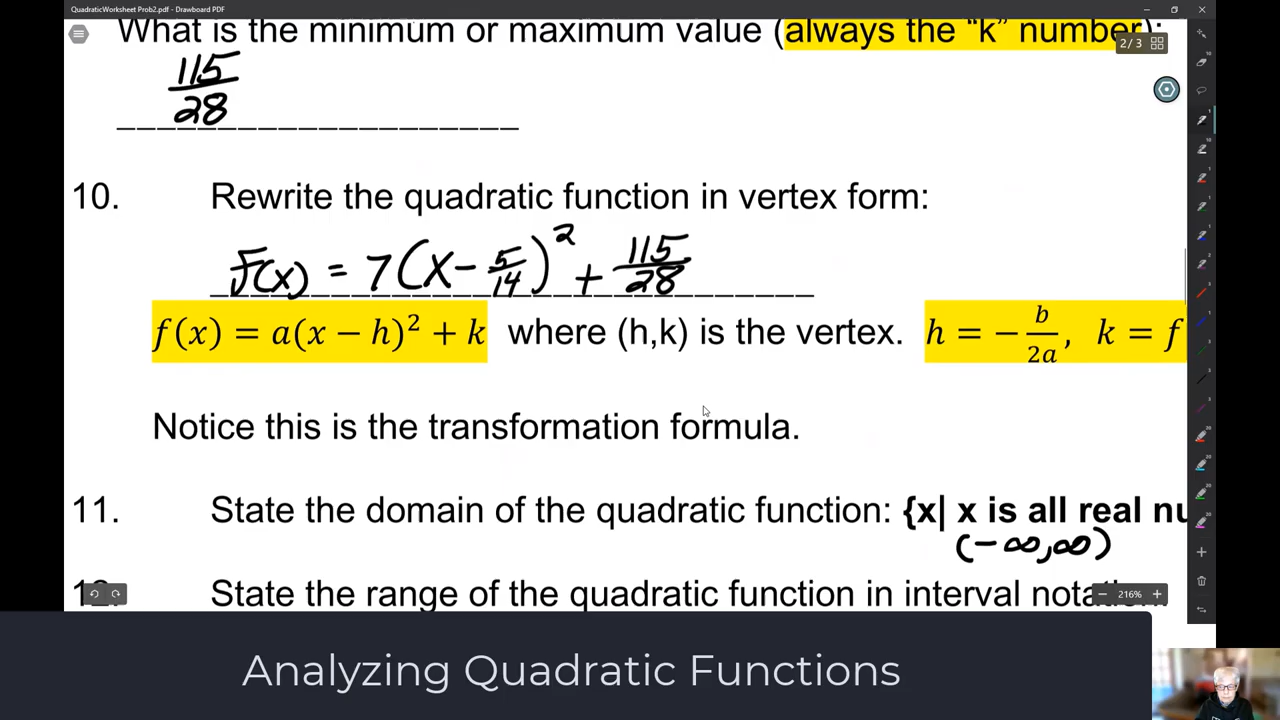 QuadraticWorksheet Prob2.pdf - Drawboard PDF
What is the minimum or maximum value (always the “k” number):
2 / 3
115/28
____________________
10. Rewrite the quadratic function in vertex form:
f(x) = 7(x - 5/14)² + 115/28
f(x) = a(x − h)² + k where (h,k) is the vertex. h = − b/2a, k = f
Notice this is the transformation formula.
11. State the domain of the quadratic function: {x| x is all real nu
(-∞,∞)
12. State the range of the quadratic function in interval notation:
216%
Analyzing Quadratic Functions